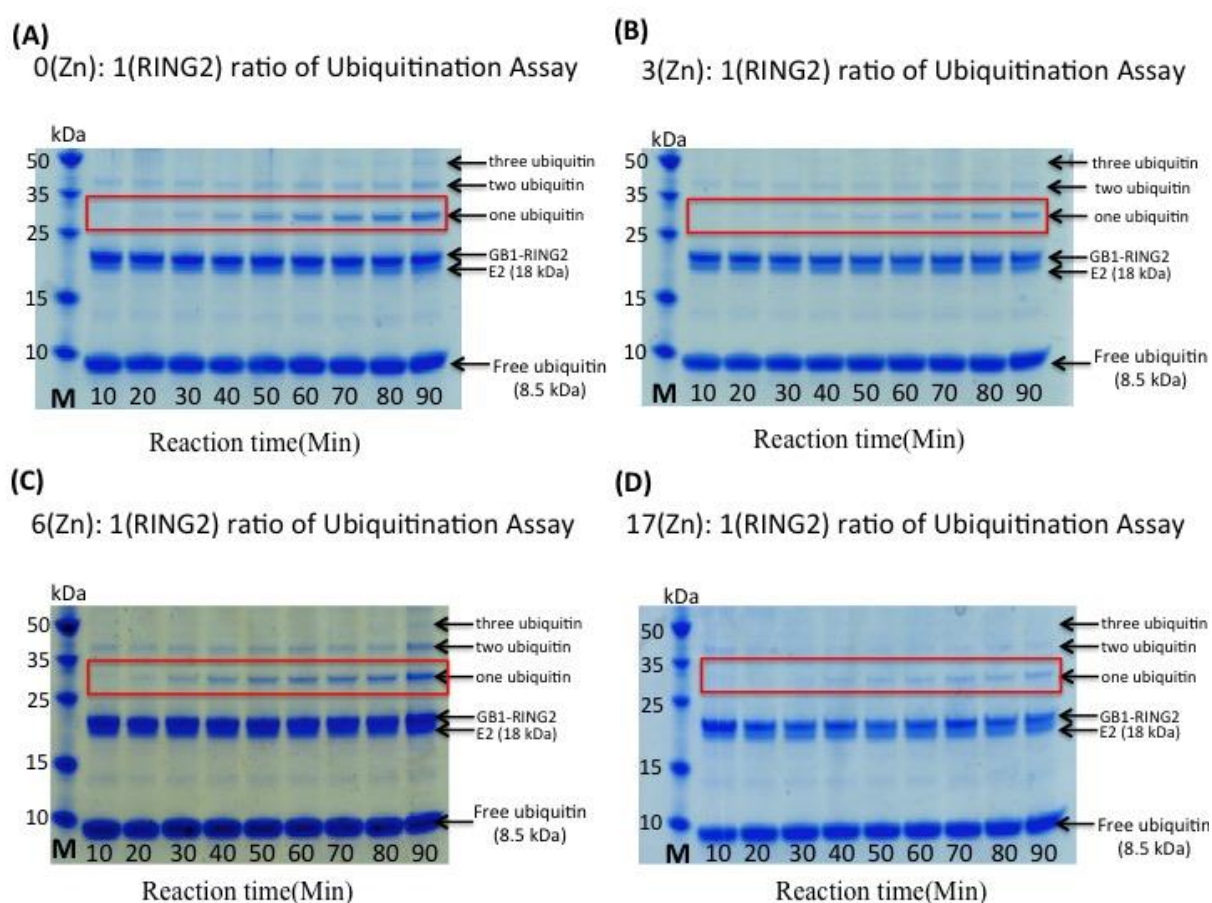 (A)
0(Zn): 1(RING2) ratio of Ubiquitination Assay
kDa
50
35
25
15
10
three ubiquitin
two ubiquitin
one ubiquitin
GB1-RING2
E2 (18 kDa)
Free ubiquitin
(8.5 kDa)
M 10 20 30 40 50 60 70 80 90
Reaction time(Min)
(B)
3(Zn): 1(RING2) ratio of Ubiquitination Assay
kDa
50
35
25
15
10
three ubiquitin
two ubiquitin
one ubiquitin
GB1-RING2
E2 (18 kDa)
Free ubiquitin
(8.5 kDa)
M 10 20 30 40 50 60 70 80 90
Reaction time(Min)
(C)
6(Zn): 1(RING2) ratio of Ubiquitination Assay
kDa
50
35
25
15
10
three ubiquitin
two ubiquitin
one ubiquitin
GB1-RING2
E2 (18 kDa)
Free ubiquitin
(8.5 kDa)
M 10 20 30 40 50 60 70 80 90
Reaction time(Min)
(D)
17(Zn): 1(RING2) ratio of Ubiquitination Assay
kDa
50
35
25
15
10
three ubiquitin
two ubiquitin
one ubiquitin
GB1-RING2
E2 (18 kDa)
Free ubiquitin
(8.5 kDa)
M 10 20 30 40 50 60 70 80 90
Reaction time(Min)